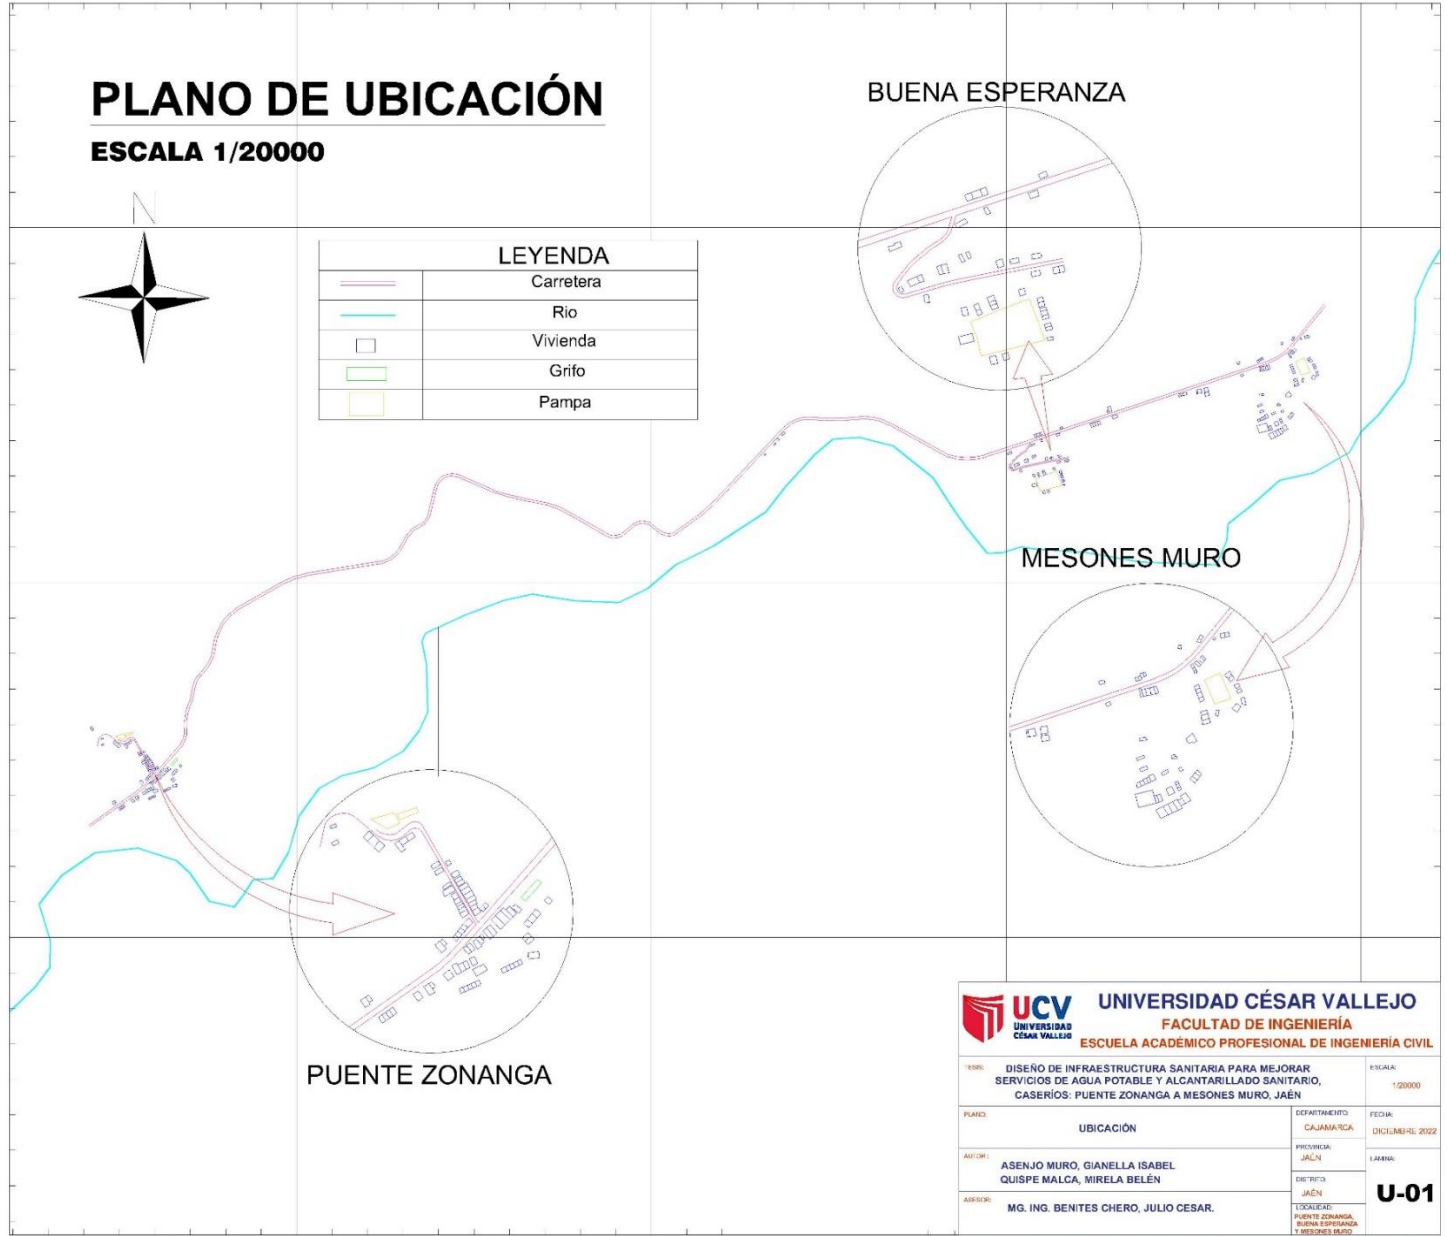 PLANO DE UBICACIÓN
ESCALA 1/20000
N
BUENA ESPERANZA
LEYENDA
Carretera
Rio
Vivienda
Grifo
Pampa
MESONES MURO
PUENTE ZONANGA
UCV
UNIVERSIDAD
CÉSAR VALLEJO
UNIVERSIDAD CÉSAR VALLEJO
FACULTAD DE INGENIERÍA
ESCUELA ACADÉMICO PROFESIONAL DE INGENIERÍA CIVIL
TESIS:
DISEÑO DE INFRAESTRUCTURA SANITARIA PARA MEJORAR
SERVICIOS DE AGUA POTABLE Y ALCANTARILLADO SANITARIO,
CASERÍOS: PUENTE ZONANGA A MESONES MURO, JAÉN
ESCALA:
1/20000
PLANO:
UBICACIÓN
DEPARTAMENTO:
CAJAMARCA
FECHA:
DICIEMBRE 2022
AUTOR:
ASENJO MURO, GIANELLA ISABEL
QUISPE MALCA, MIRELA BELÉN
PROVINCIA:
JAÉN
DISTRITO:
JAÉN
LAMINA:
U-01
ASESOR:
MG. ING. BENITES CHERO, JULIO CESAR.
LOCALIDAD:
PUENTE ZONANGA,
BUENA ESPERANZA
Y MESONES MURO